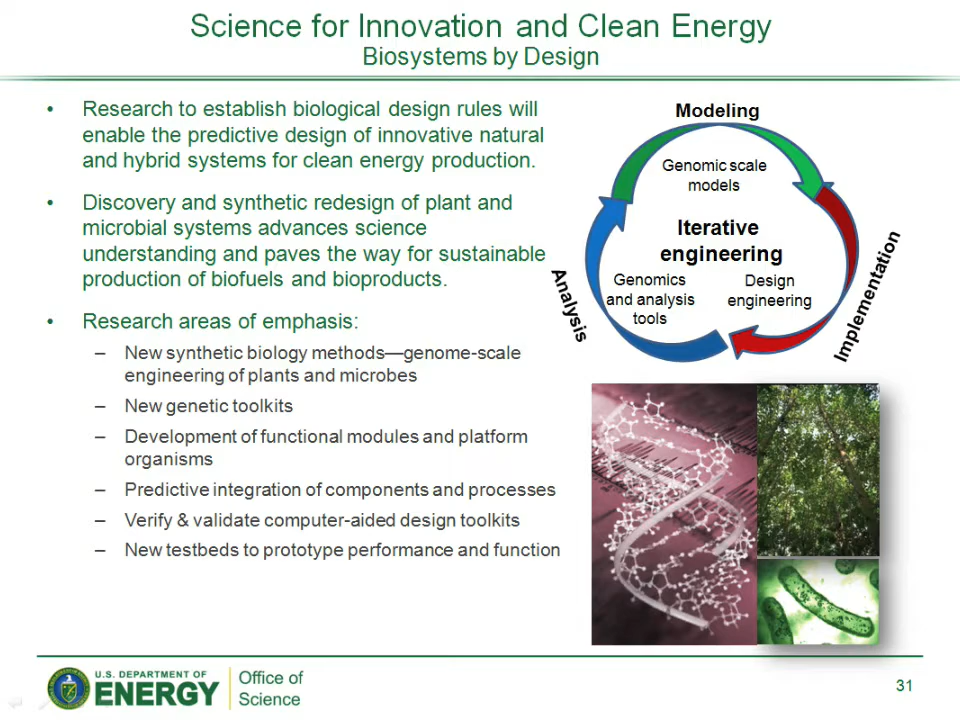 Science for Innovation and Clean Energy
Biosystems by Design
• Research to establish biological design rules will
enable the predictive design of innovative natural
and hybrid systems for clean energy production.
• Discovery and synthetic redesign of plant and
microbial systems advances science
understanding and paves the way for sustainable
production of biofuels and bioproducts.
• Research areas of emphasis:
– New synthetic biology methods—genome-scale
engineering of plants and microbes
– New genetic toolkits
– Development of functional modules and platform
organisms
– Predictive integration of components and processes
– Verify & validate computer-aided design toolkits
– New testbeds to prototype performance and function
Modeling
Genomic scale
models
Iterative
engineering
Genomics
and analysis
tools
Design
engineering
Analysis
Implementation
U.S. DEPARTMENT OF
ENERGY
Office of
Science
31